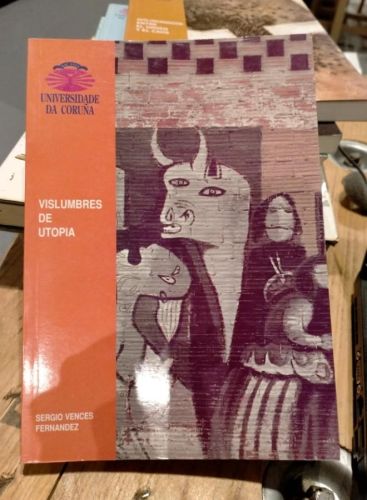 UNIVERSIDADE
DA CORUÑA
VISLUMBRES
DE
UTOPIA
SERGIO VENCES
FERNANDEZ